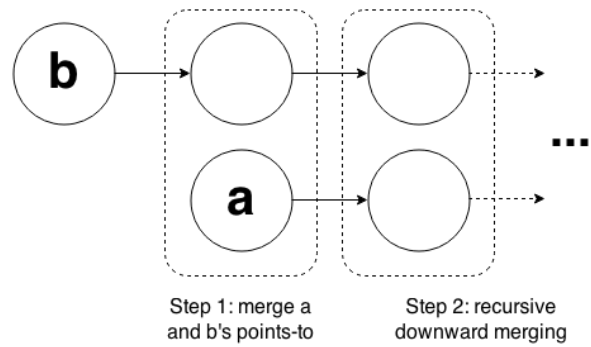 b
...
a
Step 1: merge a
and b's points-to
Step 2: recursive
downward merging